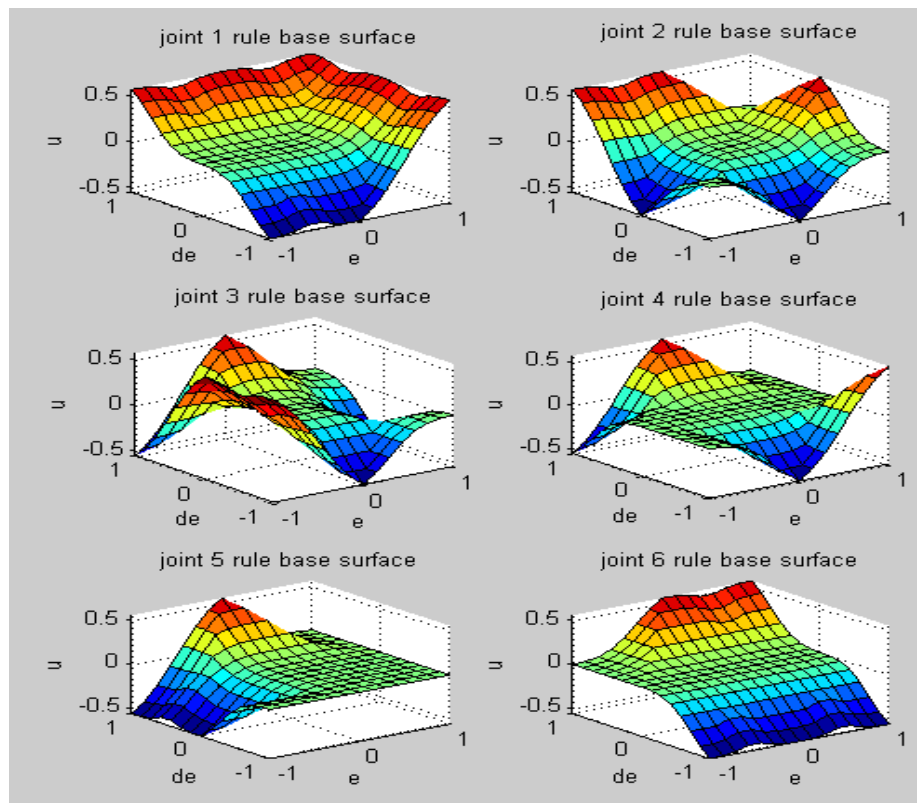 joint 1 rule base surface
0.5
0
-0.5
u
1
0
-1
de
-1
0
1
e
joint 2 rule base surface
0.5
0
-0.5
u
1
0
-1
de
-1
0
1
e
joint 3 rule base surface
0.5
0
-0.5
u
1
0
-1
de
-1
0
1
e
joint 4 rule base surface
0.5
0
-0.5
u
1
0
-1
de
-1
0
1
e
joint 5 rule base surface
0.5
0
-0.5
u
1
0
-1
de
-1
0
1
e
joint 6 rule base surface
0.5
0
-0.5
u
1
0
-1
de
-1
0
1
e